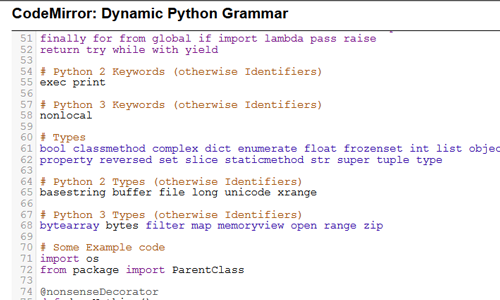 CodeMirror: Dynamic Python Grammar
51 finally for from global if import lambda pass raise
52 return try while with yield
53
54 # Python 2 Keywords (otherwise Identifiers)
55 exec print
56
57 # Python 3 Keywords (otherwise Identifiers)
58 nonlocal
59
60 # Types
61 bool classmethod complex dict enumerate float frozenset int list objec
62 property reversed set slice staticmethod str super tuple type
63
64 # Python 2 Types (otherwise Identifiers)
65 basestring buffer file long unicode xrange
66
67 # Python 3 Types (otherwise Identifiers)
68 bytearray bytes filter map memoryview open range zip
69
70 # Some Example code
71 import os
72 from package import ParentClass
73
74 @nonsenseDecorator